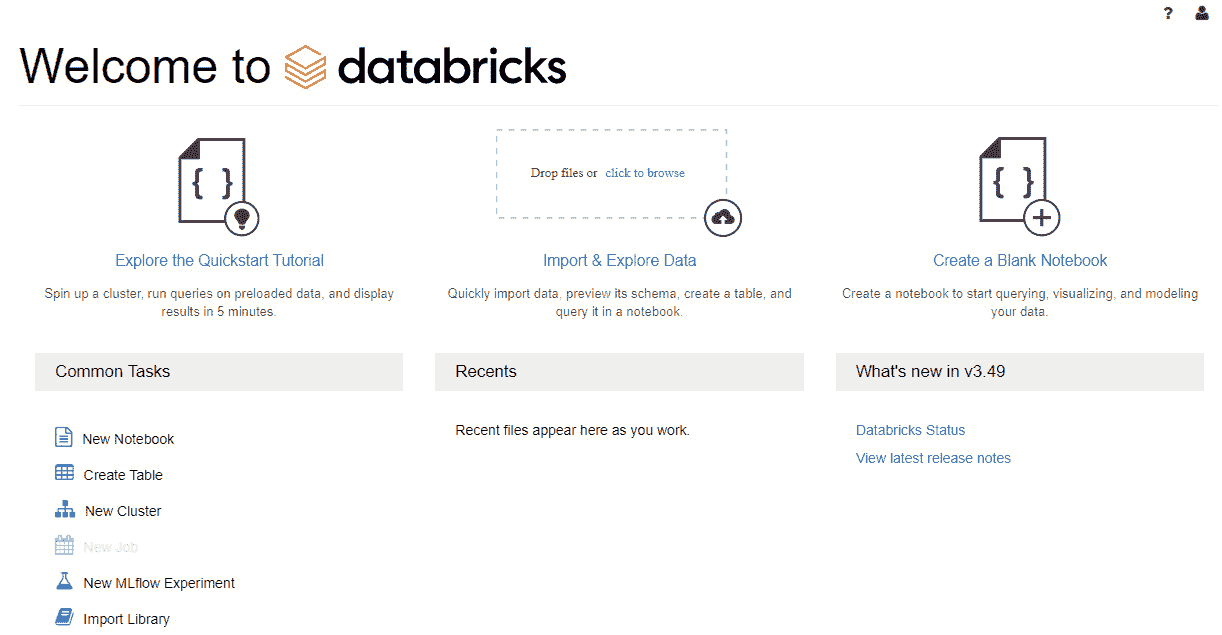 ?
Welcome to databricks
{ }
Drop files or click to browse
{ }
Explore the Quickstart Tutorial
Import & Explore Data
Create a Blank Notebook
Spin up a cluster, run queries on preloaded data, and display
results in 5 minutes.
Quickly import data, preview its schema, create a table, and
query it in a notebook.
Create a notebook to start querying, visualizing, and modeling
your data.
Common Tasks
New Notebook
Create Table
New Cluster
New Job
New MLflow Experiment
Import Library
Recents
Recent files appear here as you work.
What's new in v3.49
Databricks Status
View latest release notes